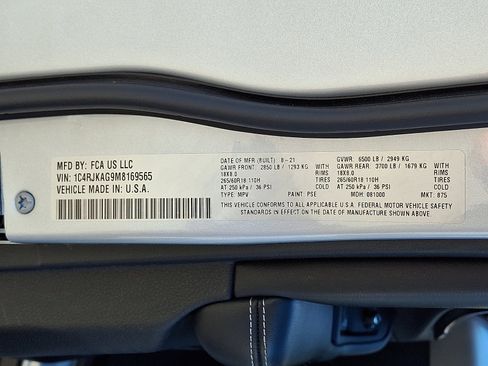 MFD BY: FCA US LLC
VIN: 1C4RJKAG9M8169565
VEHICLE MADE IN: U.S.A.
DATE OF MFR (BUILT) 8-21 GVWR: 6500 LB / 2949 KG
GAWR FRONT: 2850 LB / 1293 KG GAWR REAR: 3700 LB / 1679 KG
18X8.0 RIMS 18X8.0 RIMS
265/60R18 110H TIRES 265/60R18 110H TIRES
AT 250 kPa / 36 PSI COLD AT 250 kPa / 36 PSI COLD
TYPE: MPV PAINT: PSE MDH: 081000 MKT: 875
THIS VEHICLE CONFORMS TO ALL APPLICABLE U.S.A. FEDERAL MOTOR VEHICLE SAFETY
STANDARDS IN EFFECT ON THE DATE OF MANUFACTURE SHOWN ABOVE.